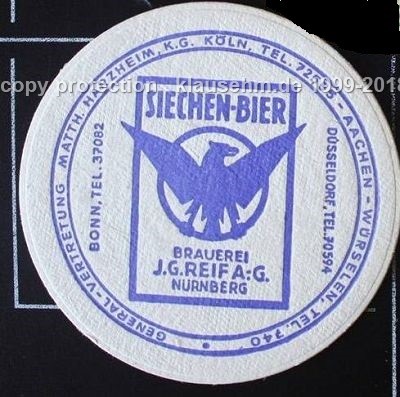 copy protection klausehm.de 1999-2018
GENERAL-VERTRETUNG MATTH. HERZHEIM, K.G. KÖLN, TEL. 72695 - AACHEN - WÜRSELEN, TEL. 340
BONN, TEL. 37082
DÜSSELDORF, TEL. 70594
SIECHEN-BIER
BRAUEREI
J.G. REIF A.-G.
NÜRNBERG